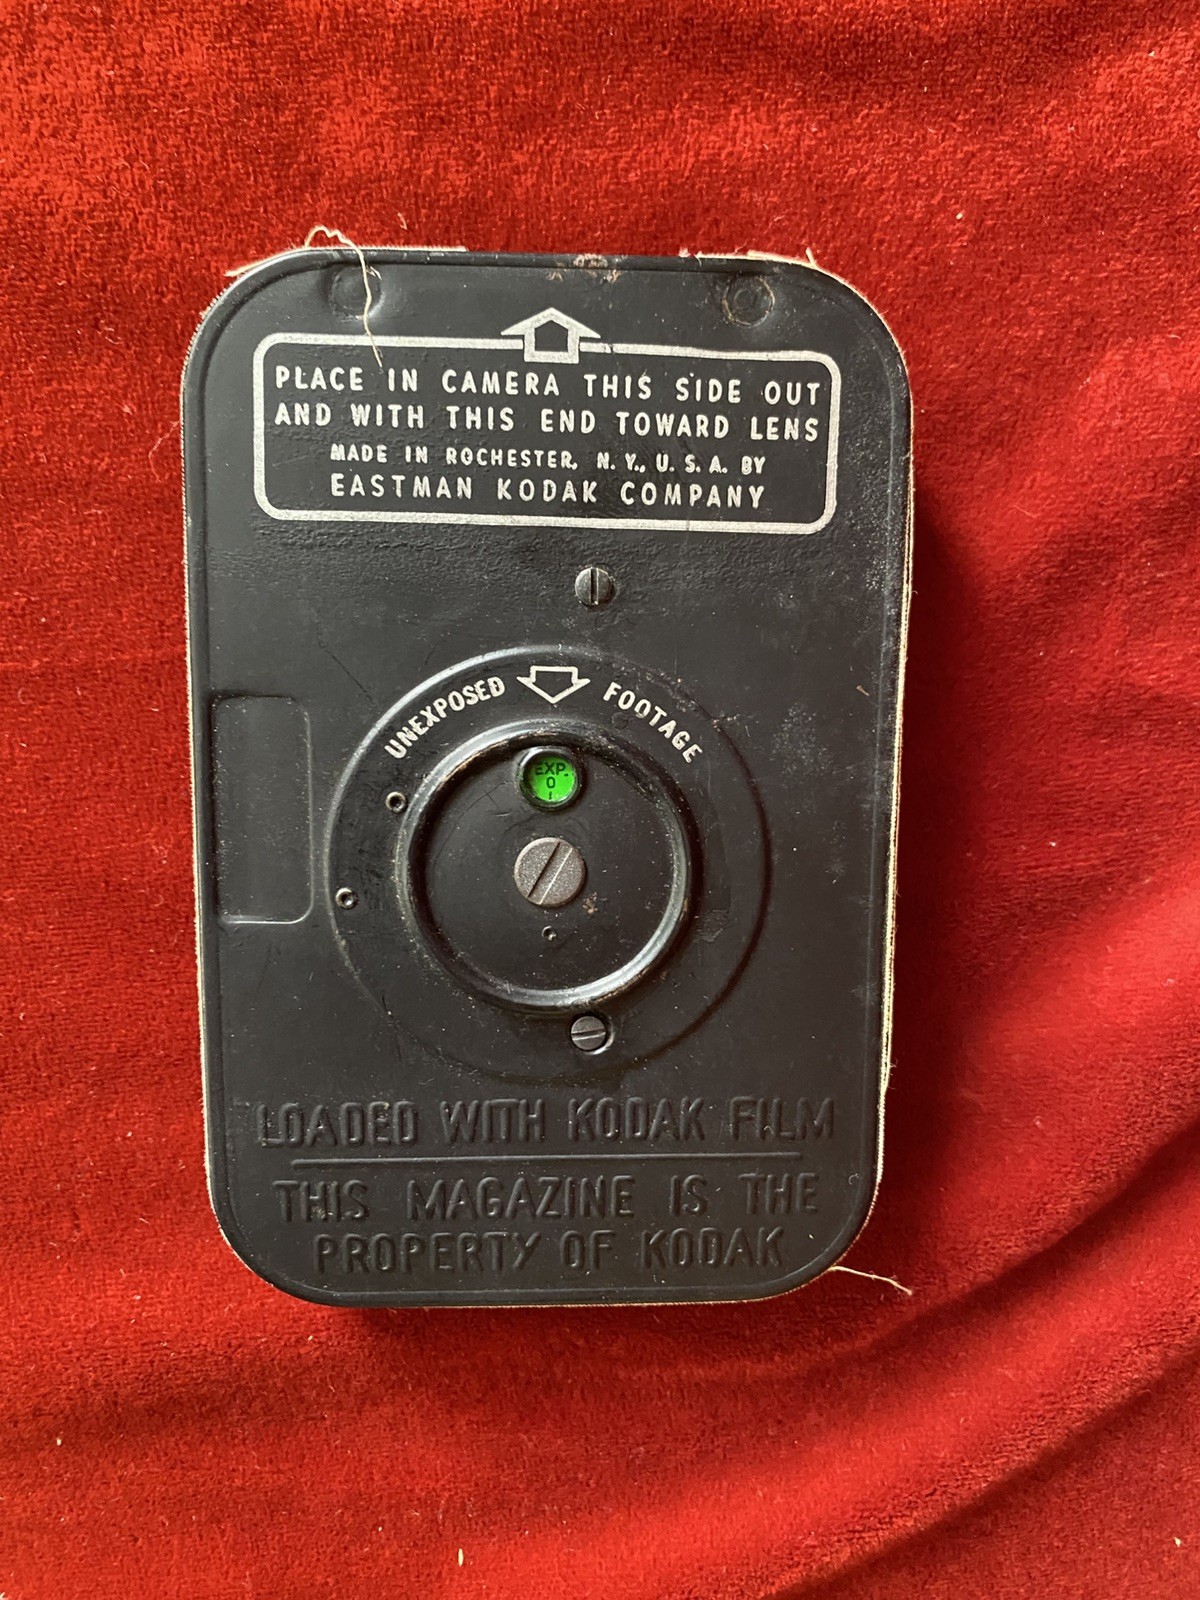 PLACE IN CAMERA THIS SIDE OUT
AND WITH THIS END TOWARD LENS
MADE IN ROCHESTER, N. Y., U. S. A. BY
EASTMAN KODAK COMPANY
UNEXPOSED FOOTAGE
EXP.
0
LOADED WITH KODAK FILM
THIS MAGAZINE IS THE
PROPERTY OF KODAK